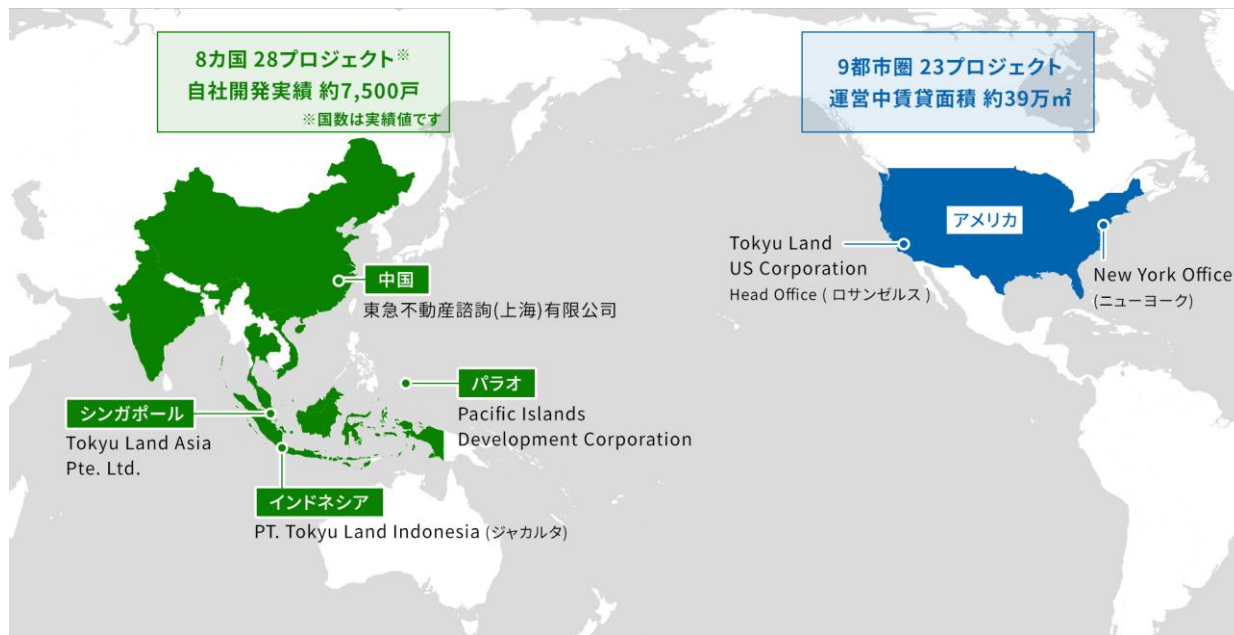 8カ国 28プロジェクト※
自社開発実績 約7,500戸
※国数は実績値です
9都市圏 23プロジェクト
運営中賃貸面積 約39万㎡
中国
東急不動産諮詢(上海)有限公司
パラオ
Pacific Islands
Development Corporation
シンガポール
Tokyu Land Asia
Pte. Ltd.
インドネシア
PT. Tokyu Land Indonesia (ジャカルタ)
アメリカ
Tokyu Land
US Corporation
Head Office ( ロサンゼルス )
New York Office
(ニューヨーク)